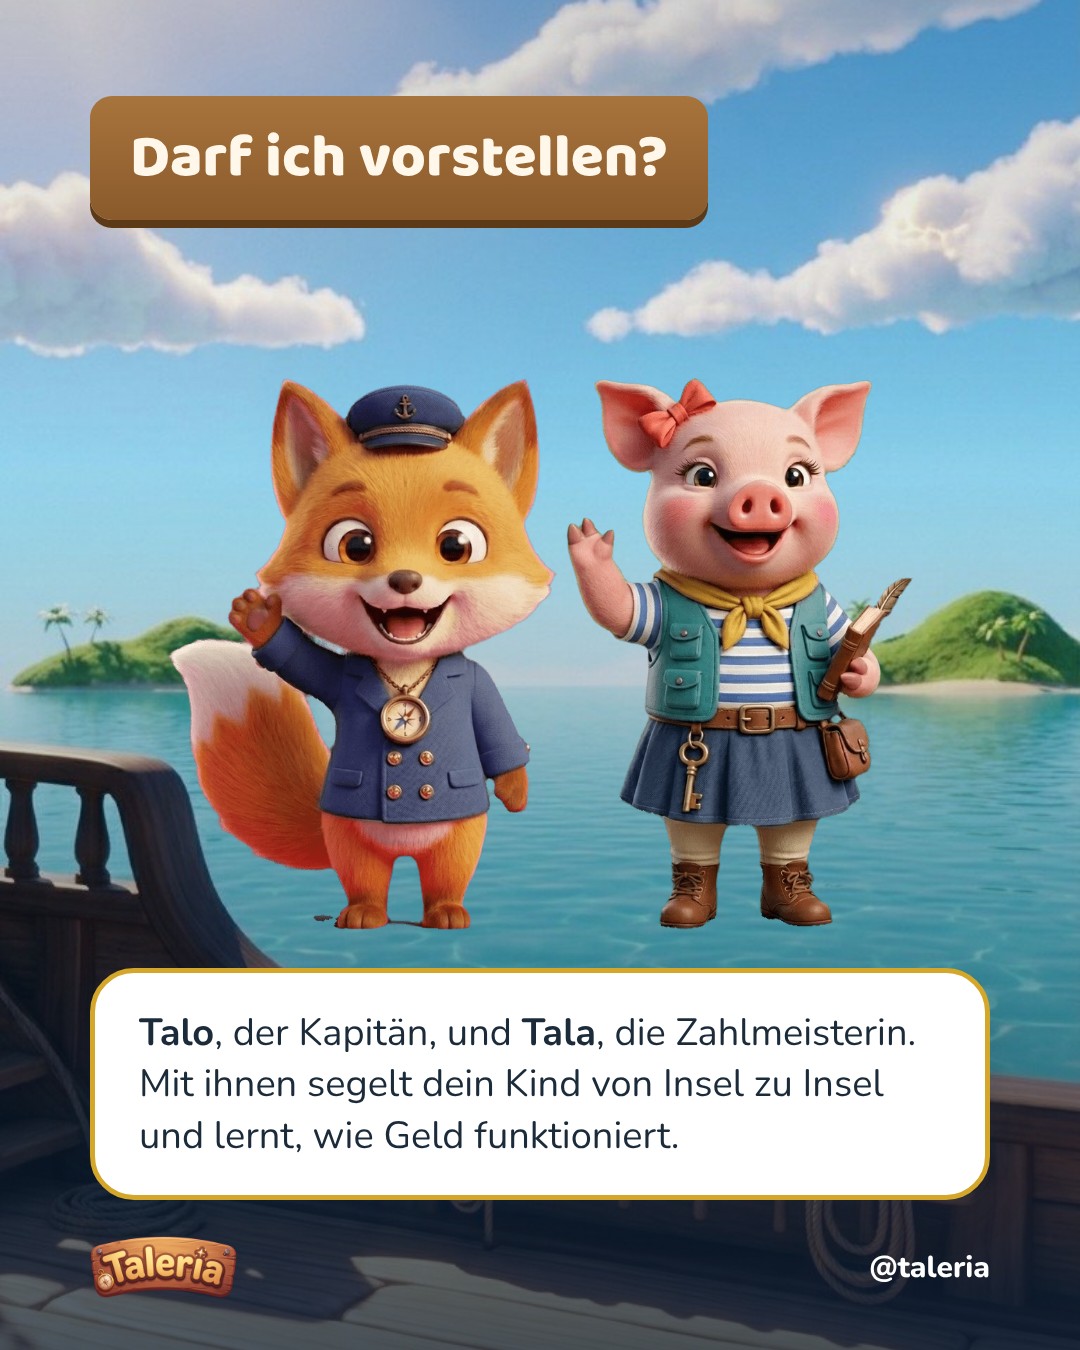 Darf ich vorstellen?
Talo, der Kapitän, und Tala, die Zahlmeisterin.
Mit ihnen segelt dein Kind von Insel zu Insel
und lernt, wie Geld funktioniert.
Taleria
@taleria